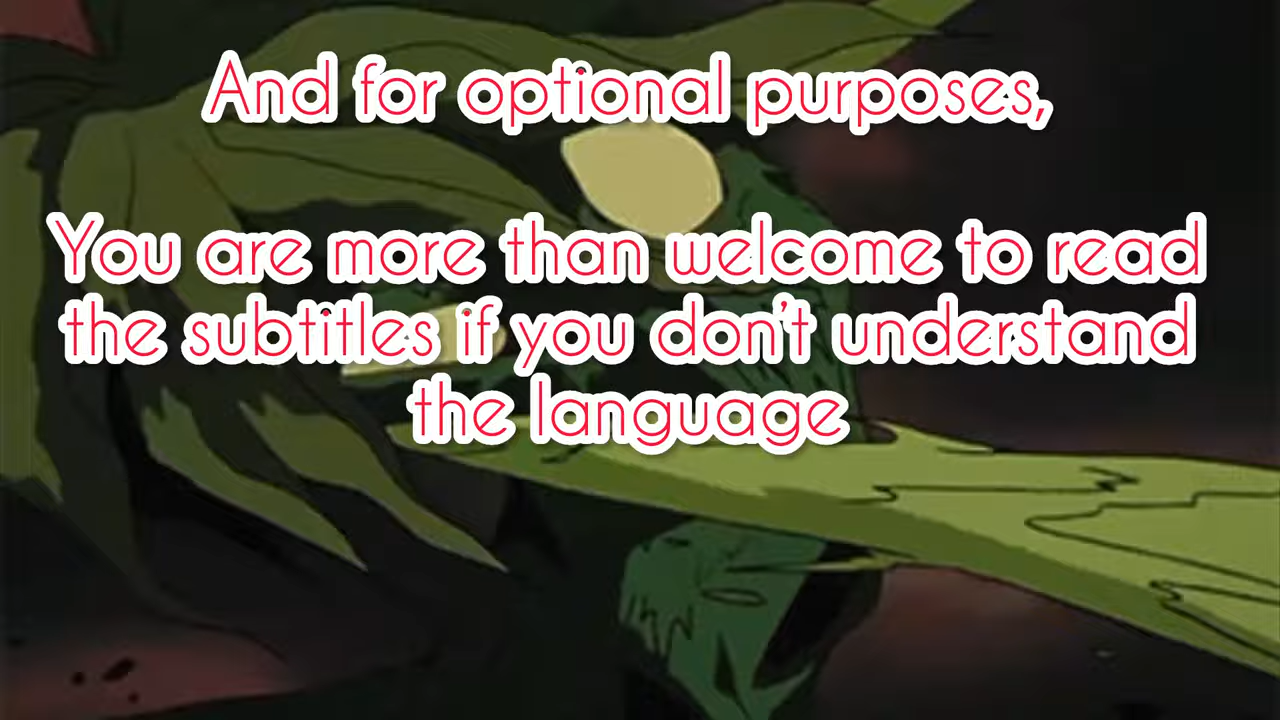 And for optional purposes,
You are more than welcome to read
the subtitles if you don't understand
the language